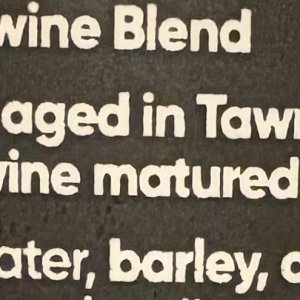 wine Blend
aged in Taw
wine matured
ater, barley,